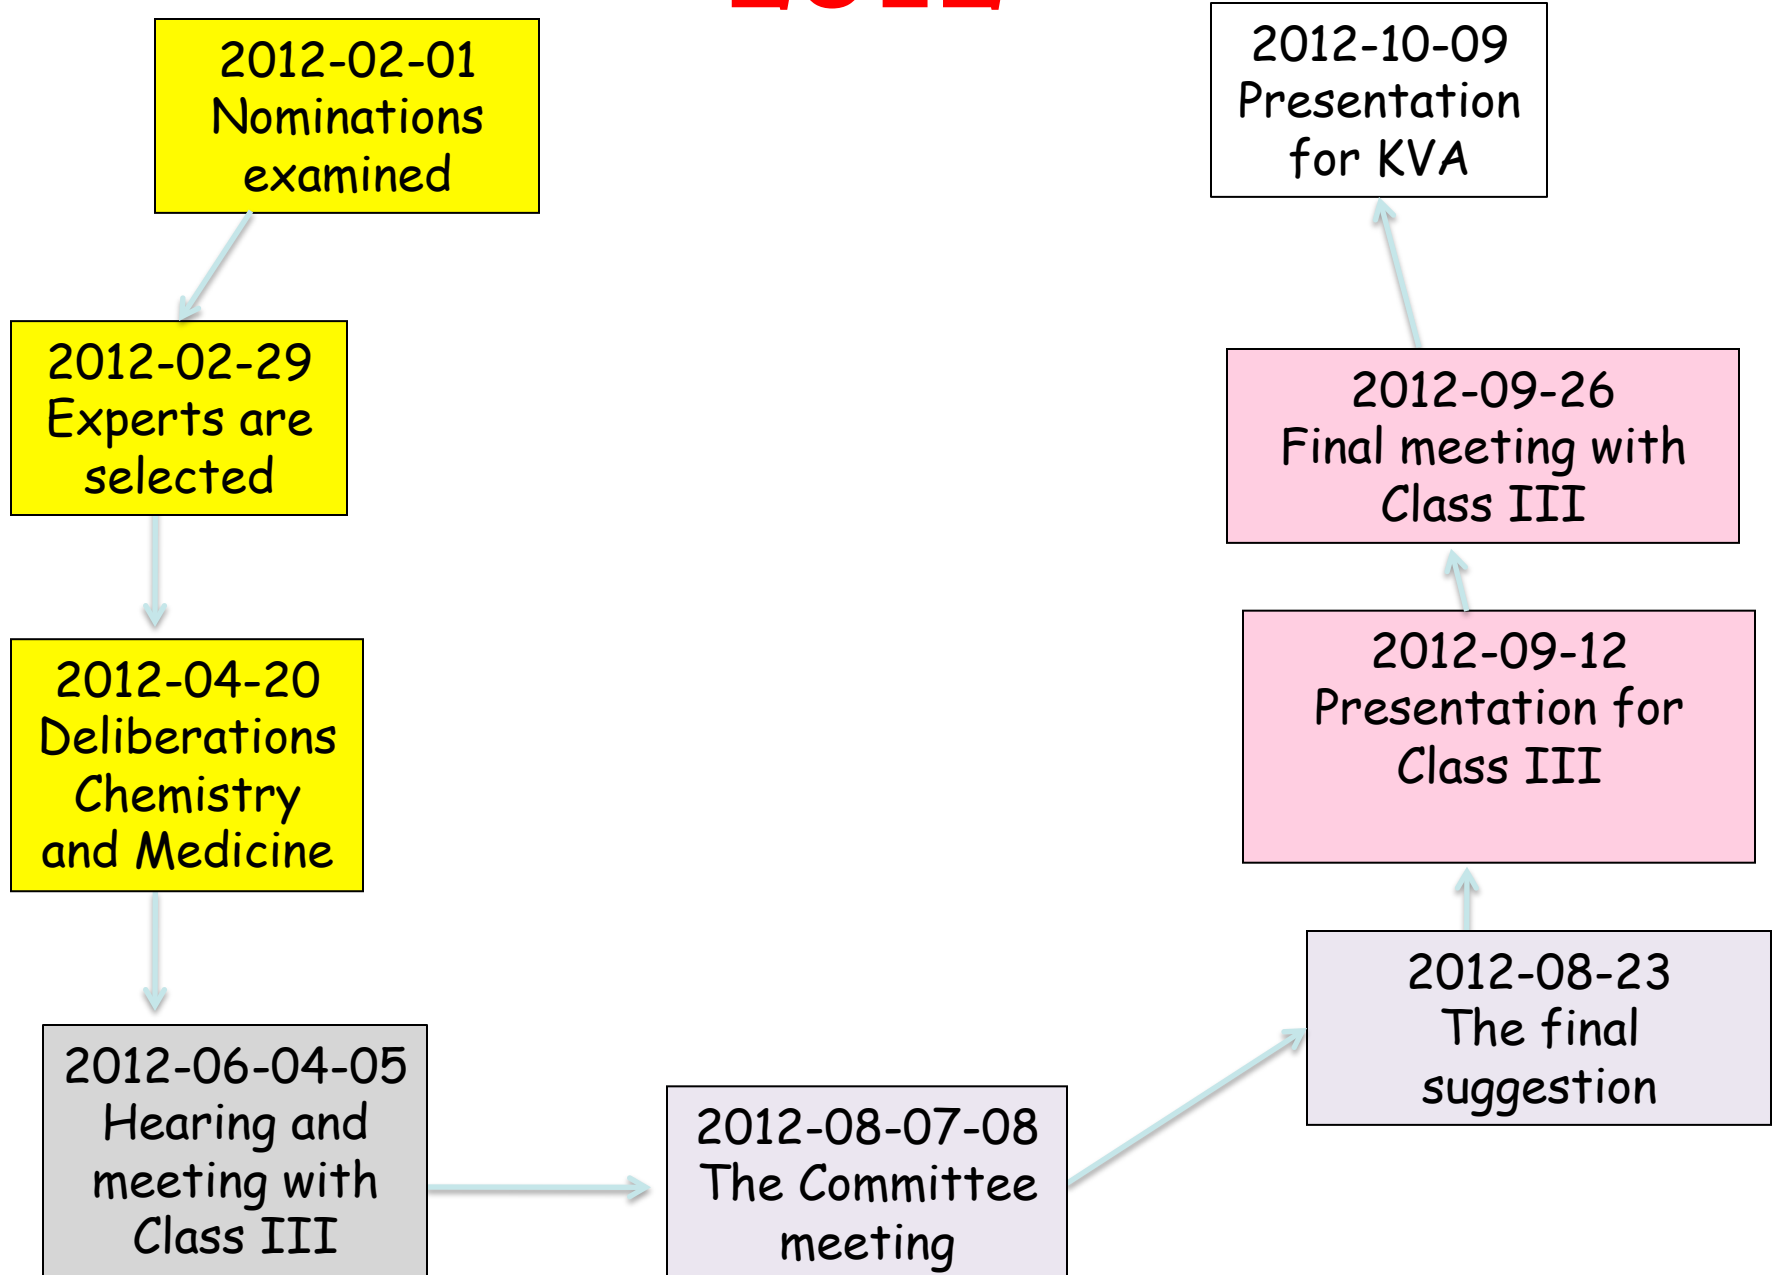 2012-02-01
Nominations
examined
2012-02-29
Experts are
selected
2012-04-20
Deliberations
Chemistry
and Medicine
2012-06-04-05
Hearing and
meeting with
Class III
2012-08-07-08
The Committee
meeting
2012-08-23
The final
suggestion
2012-09-12
Presentation for
Class III
2012-09-26
Final meeting with
Class III
2012-10-09
Presentation
for KVA